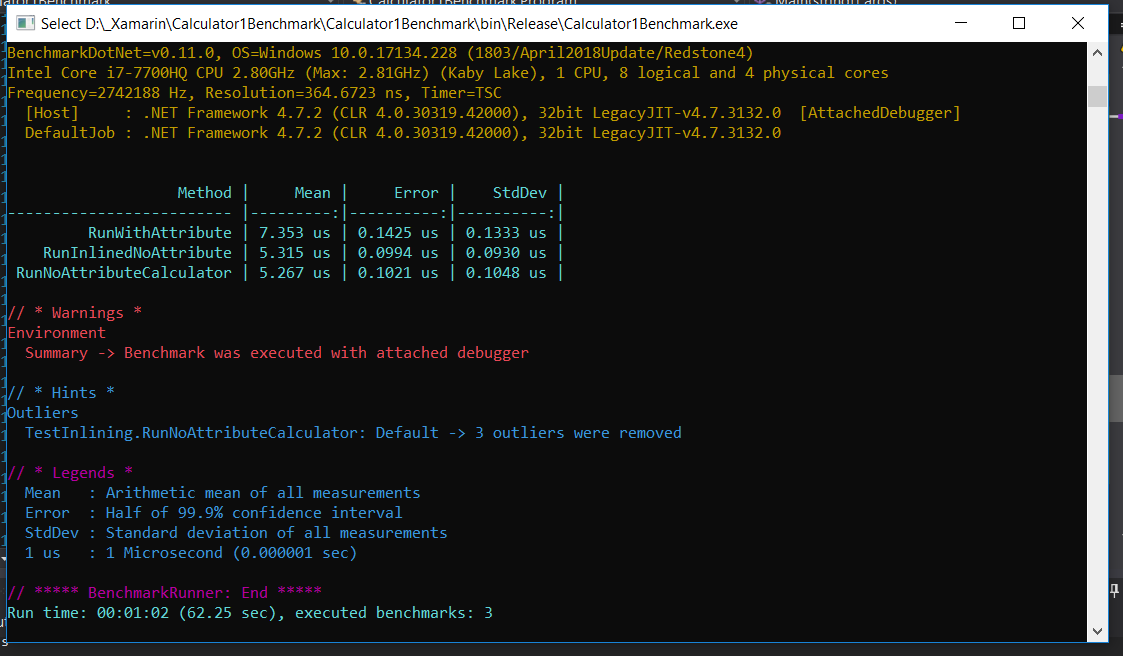 Select D:\_Xamarin\Calculator1Benchmark\Calculator1Benchmark\bin\Release\Calculator1Benchmark.exe
BenchmarkDotNet=v0.11.0, OS=Windows 10.0.17134.228 (1803/April2018Update/Redstone4)
Intel Core i7-7700HQ CPU 2.80GHz (Max: 2.81GHz) (Kaby Lake), 1 CPU, 8 logical and 4 physical cores
Frequency=2742188 Hz, Resolution=364.6723 ns, Timer=TSC
  [Host]     : .NET Framework 4.7.2 (CLR 4.0.30319.42000), 32bit LegacyJIT-v4.7.3132.0  [AttachedDebugger]
  DefaultJob : .NET Framework 4.7.2 (CLR 4.0.30319.42000), 32bit LegacyJIT-v4.7.3132.0
                   Method |     Mean |     Error |    StdDev |
------------------------- |---------:|----------:|----------:|
         RunWithAttribute | 7.353 us | 0.1425 us | 0.1333 us |
    RunInlinedNoAttribute | 5.315 us | 0.0994 us | 0.0930 us |
 RunNoAttributeCalculator | 5.267 us | 0.1021 us | 0.1048 us |
// * Warnings *
Environment
  Summary -> Benchmark was executed with attached debugger
// * Hints *
Outliers
  TestInlining.RunNoAttributeCalculator: Default -> 3 outliers were removed
// * Legends *
  Mean   : Arithmetic mean of all measurements
  Error  : Half of 99.9% confidence interval
  StdDev : Standard deviation of all measurements
  1 us   : 1 Microsecond (0.000001 sec)
// ***** BenchmarkRunner: End *****
Run time: 00:01:02 (62.25 sec), executed benchmarks: 3